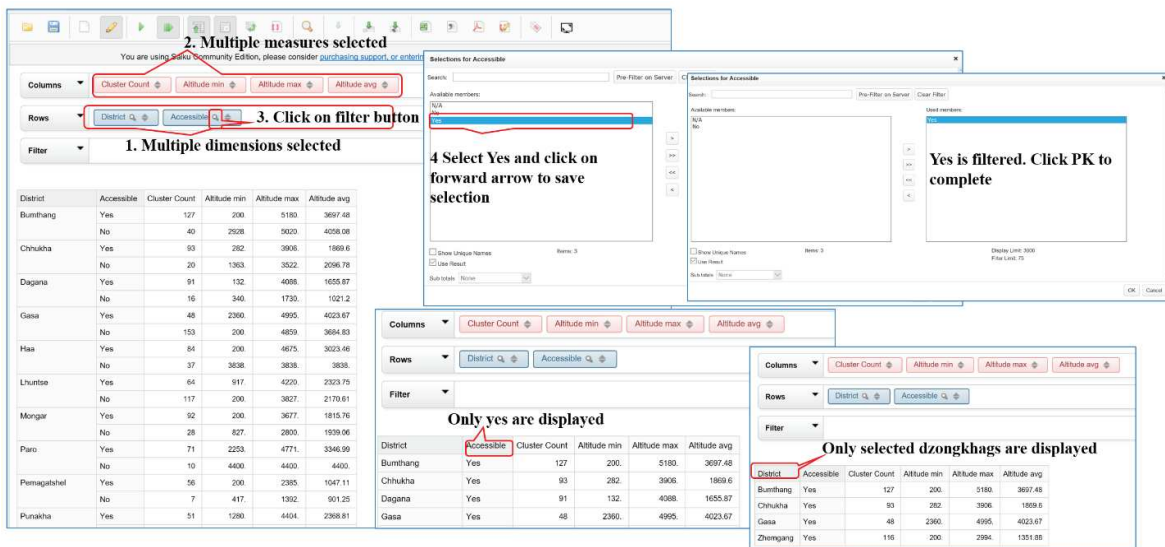 2. Multiple measures selected
You are using Saiku Community Edition, please consider purchasing support, or enterin
Columns Cluster Count Altitude min Altitude max Altitude avg
Rows District Accessible
3. Click on filter button
Filter
1. Multiple dimensions selected
District Accessible Cluster Count Altitude min Altitude max Altitude avg
Bumthang Yes 127 200. 5180. 3697.48
No 40 2928. 5020. 4058.08
Chhukha Yes 93 282. 3906. 1869.6
No 20 1363. 3522. 2096.78
Dagana Yes 91 132. 4088. 1655.87
No 16 340. 1730. 1021.2
Gasa Yes 48 2360. 4995. 4023.67
No 153 200. 4859. 3684.83
Haa Yes 84 200. 4675. 3023.46
No 37 3838. 3838. 3838.
Lhuntse Yes 64 917. 4220. 2323.75
No 117 200. 3827. 2170.61
Mongar Yes 92 200. 3677. 1815.76
No 28 827. 2800. 1939.06
Paro Yes 71 2253. 4771. 3346.99
No 10 4400. 4400. 4400.
Pemagatshel Yes 56 200. 2385. 1047.11
No 7 417. 1392. 901.25
Punakha Yes 51 1280. 4404. 2368.81
Selections for Accessible
Search: Pre-Filter on Server
Available members:
N/A
No
Yes
4 Select Yes and click on
forward arrow to save
selection
>
>>
<<
<
Show Unique Names Items: 3
Use Result
Sub totals None
Selections for Accessible
Search: Pre-Filter on Server Clear Filter
Available members: Used members:
N/A Yes
No
Yes is filtered. Click PK to
complete
>
>>
<<
<
Show Unique Names Items: 3 Display Limit: 3000
Use Result Filter Limit: 75
Sub totals None
OK Cancel
Columns Cluster Count Altitude min Altitude max Altitude avg
Rows District Accessible
Filter
Only yes are displayed
District Accessible Cluster Count Altitude min Altitude max Altitude avg
Bumthang Yes 127 200. 5180. 3697.48
Chhukha Yes 93 282. 3906. 1869.6
Dagana Yes 91 132. 4088. 1655.87
Gasa Yes 48 2360. 4995. 4023.67
Columns Cluster Count Altitude min Altitude max Altitude avg
Rows District Accessible
Filter
Only selected dzongkhags are displayed
District Accessible Cluster Count Altitude min Altitude max Altitude avg
Bumthang Yes 127 200. 5180. 3697.48
Chhukha Yes 93 282. 3906. 1869.6
Gasa Yes 48 2360. 4995. 4023.67
Zhemgang Yes 116 200. 2994. 1351.88